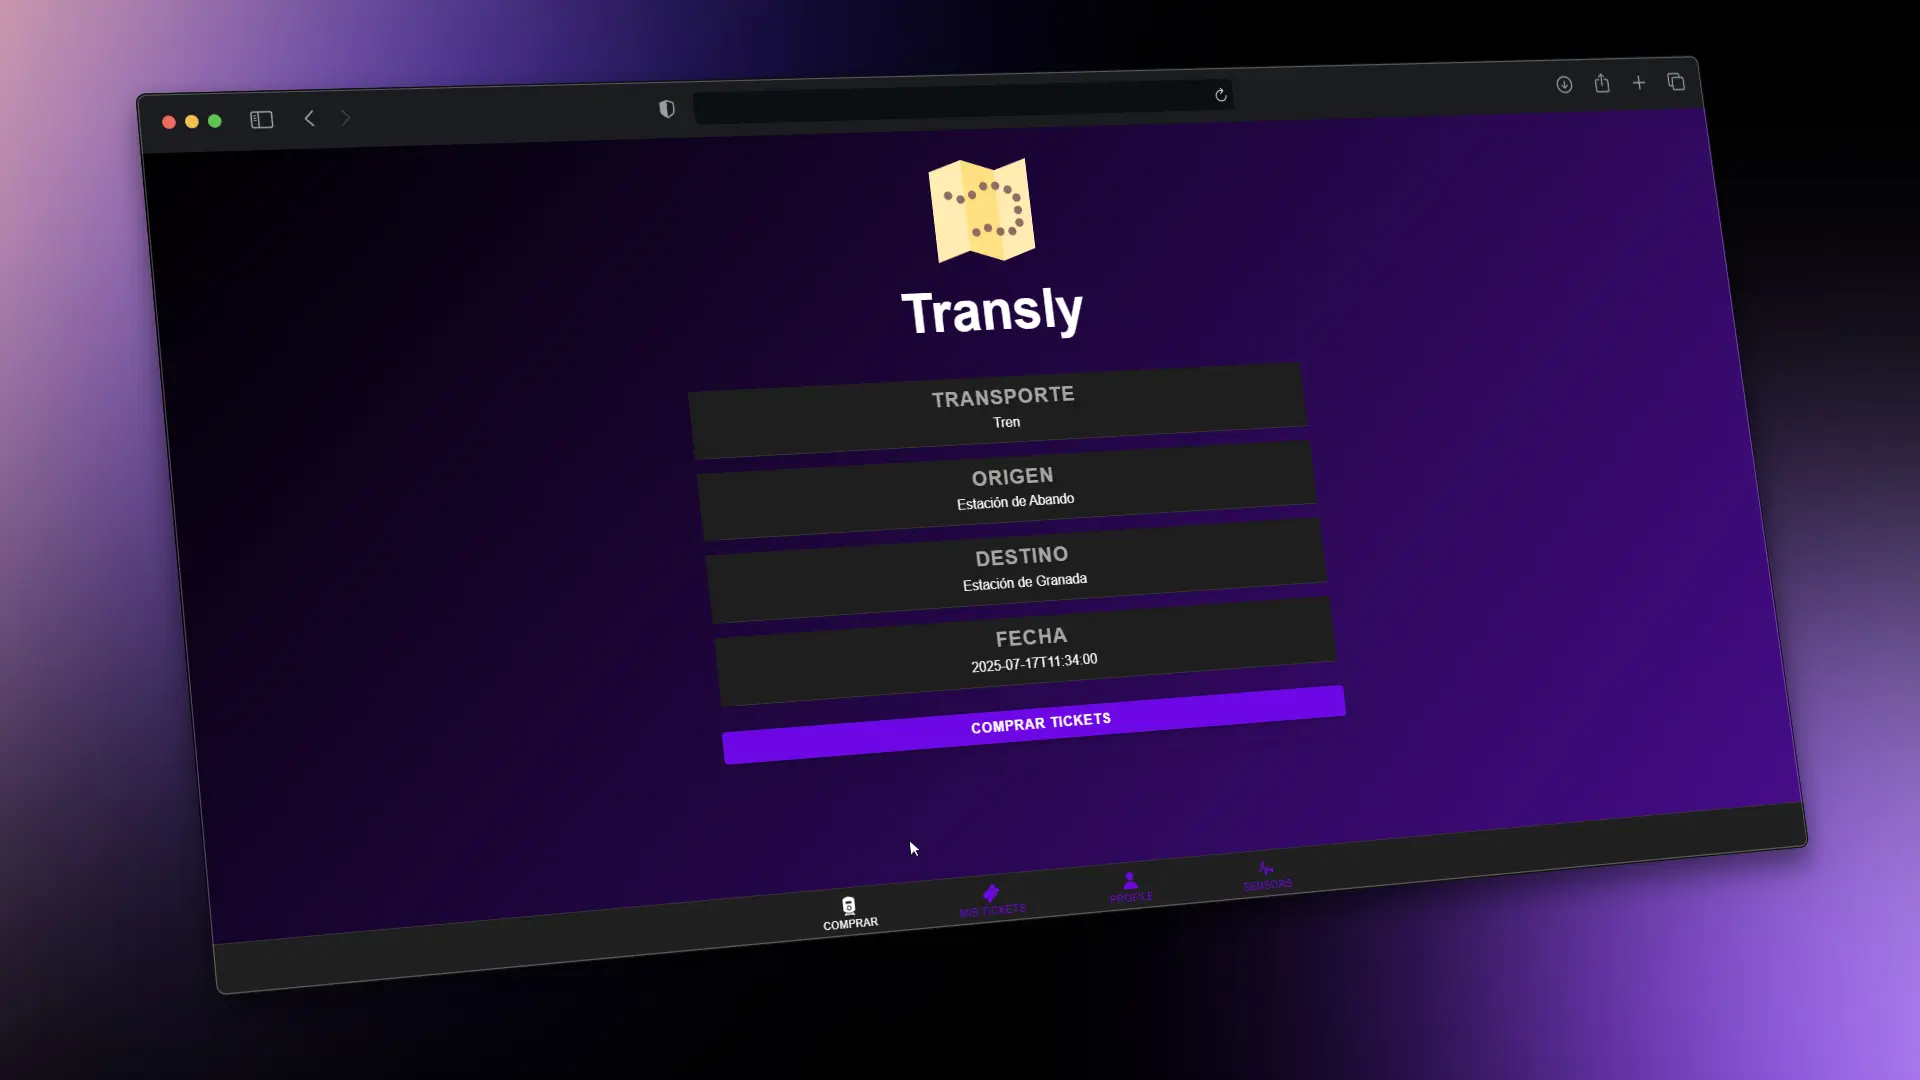 Transly
TRANSPORTE
Tren
ORIGEN
Estación de Abando
DESTINO
Estación de Granada
FECHA
2025-07-17T11:34:00
COMPRAR TICKETS
COMPRAR
MIS TICKETS
PROFILE
SENSORS